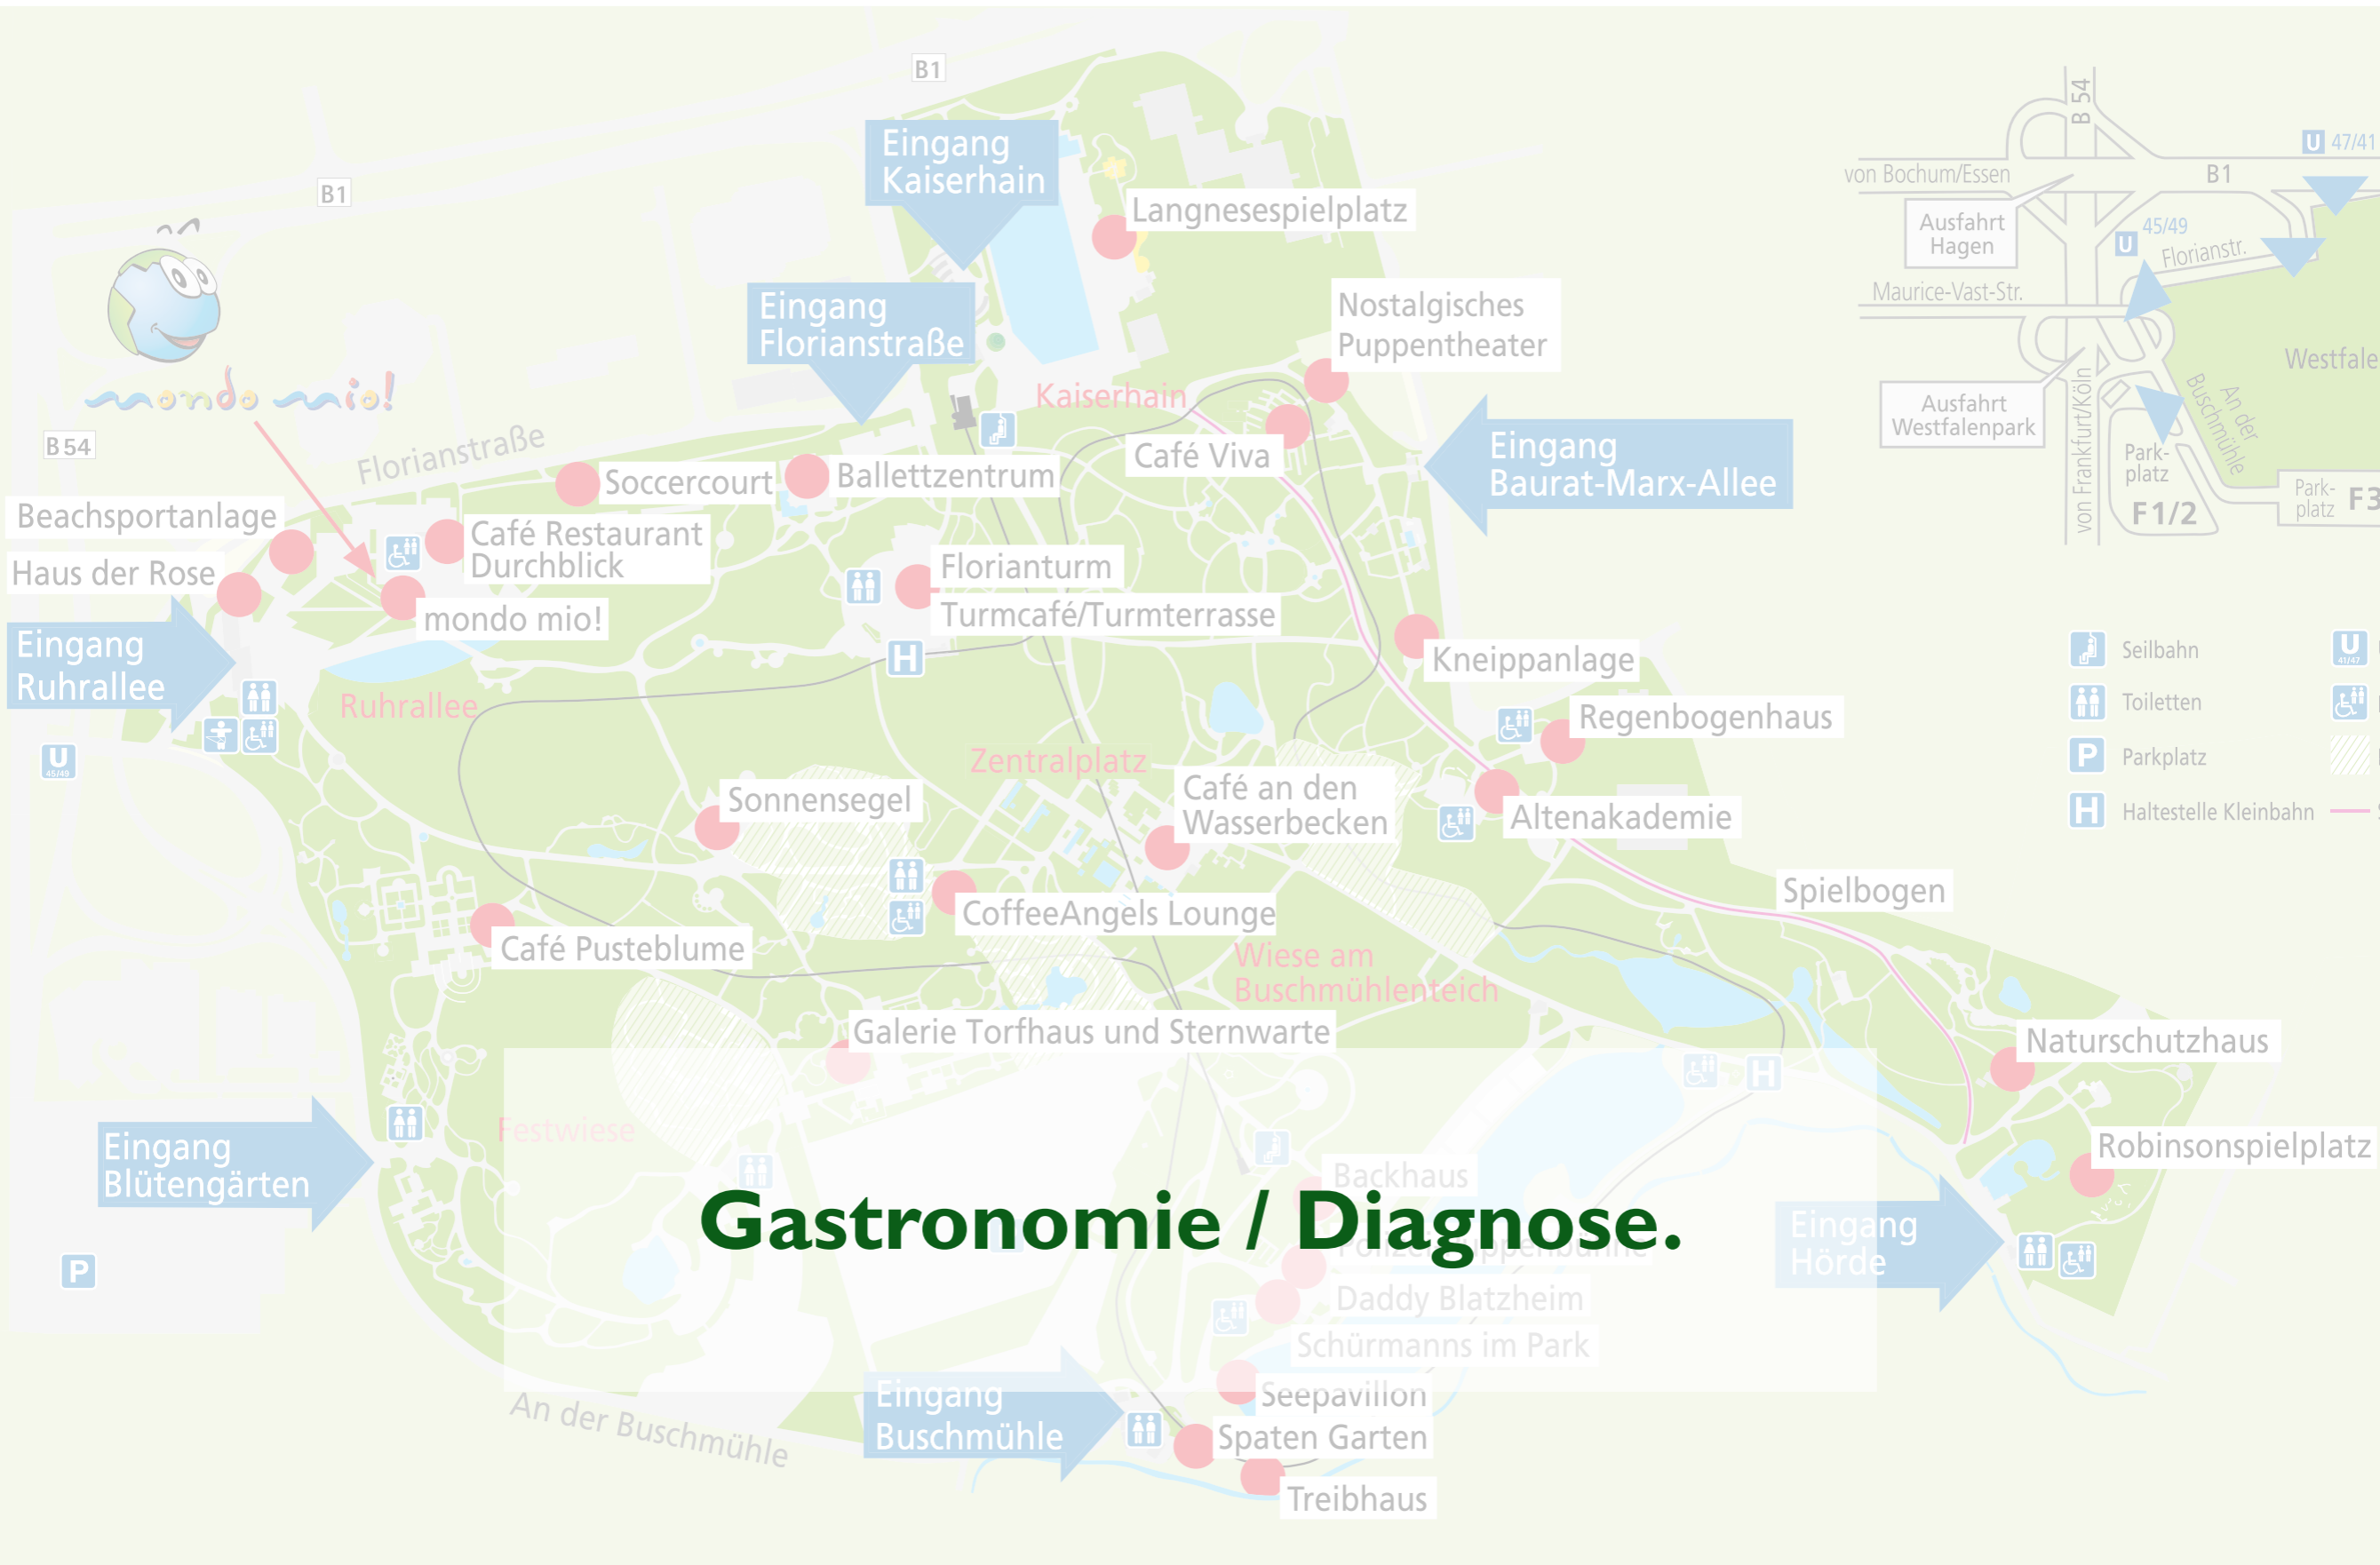 B1
B1
Eingang
Kaiserhain
Langnesespielplatz
Eingang
Florianstraße
Nostalgisches
Puppentheater
mondo mio!
Kaiserhain
B54
Florianstraße
Café Viva
Eingang
Baurat-Marx-Allee
Soccercourt
Ballettzentrum
Beachsportanlage
Café Restaurant
Durchblick
Haus der Rose
Florianturm
mondo mio!
Turmcafé/Turmterrasse
Eingang
Ruhrallee
Kneippanlage
Ruhrallee
H
Regenbogenhaus
U
45/49
Zentralplatz
Sonnensegel
Café an den
Wasserbecken
Altenakademie
Spielbogen
CoffeeAngels Lounge
Café Pusteblume
Wiese am
Buschmühlenteich
Galerie Torfhaus und Sternwarte
Naturschutzhaus
H
Festwiese
Eingang
Blütengärten
Robinsonspielplatz
Backhaus
Gastronomie / Diagnose.
Eingang
Hörde
P
Daddy Blatzheim
Schürmanns im Park
Eingang
Buschmühle
Seepavillon
An der Buschmühle
Spaten Garten
Treibhaus
B 54
U 47/41
von Bochum/Essen
B1
Ausfahrt
Hagen
45/49
U
Florianstr.
Maurice-Vast-Str.
Ausfahrt
Westfalenpark
von Frankfurt/Köln
An der
Buschmühle
Westfale
Park-
platz
F1/2
Park-
platz F3
Seilbahn
U
41/47
Toiletten
P Parkplatz
H Haltestelle Kleinbahn